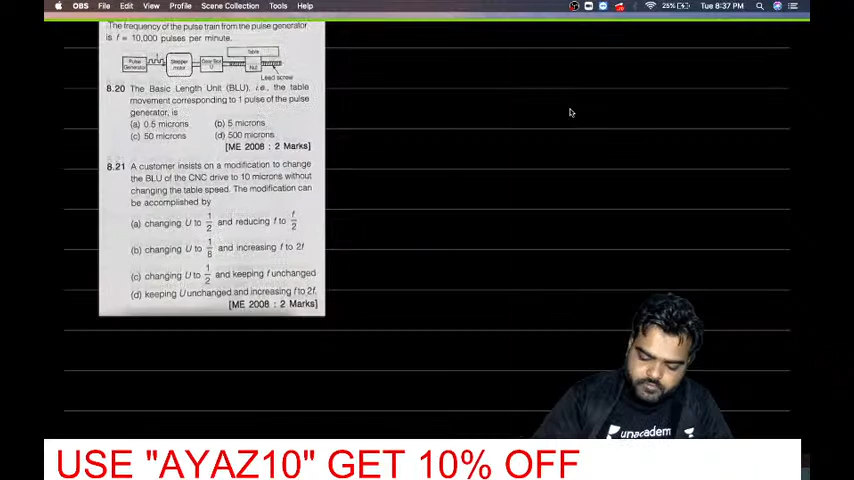 OBS File Edit View Profile Scene Collection Tools Help
25% Tue 8:37 PM
The frequency of the pulse train from the pulse generator
is f = 10,000 pulses per minute.
Table
Pulse Generator
f
Stepper motor
Gear Box U
Nut
Lead screw
8.20 The Basic Length Unit (BLU), i.e., the table
movement corresponding to 1 pulse of the pulse
generator, is
(a) 0.5 microns (b) 5 microns
(c) 50 microns (d) 500 microns
[ME 2008 : 2 Marks]
8.21 A customer insists on a modification to change
the BLU of the CNC drive to 10 microns without
changing the table speed. The modification can
be accomplished by
(a) changing U to 1/2 and reducing f to f/2
(b) changing U to 1/8 and increasing f to 2f
(c) changing U to 1/2 and keeping f unchanged
(d) keeping U unchanged and increasing f to 2f.
[ME 2008 : 2 Marks]
unacadem
USE "AYAZ10" GET 10% OFF